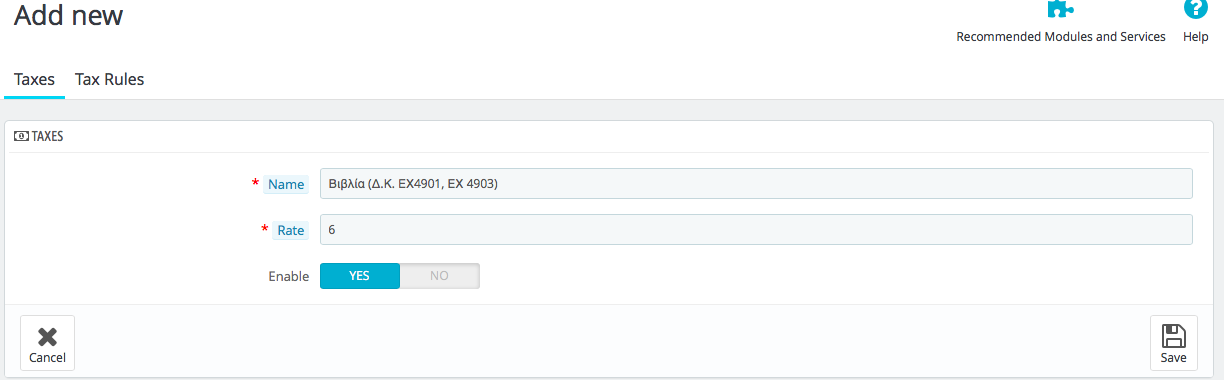 Add new
Recommended Modules and Services
Help
Taxes
Tax Rules
TAXES
* Name
Βιβλία (Δ.Κ. ΕΧ4901, ΕΧ 4903)
* Rate
6
Enable
YES
NO
Cancel
Save